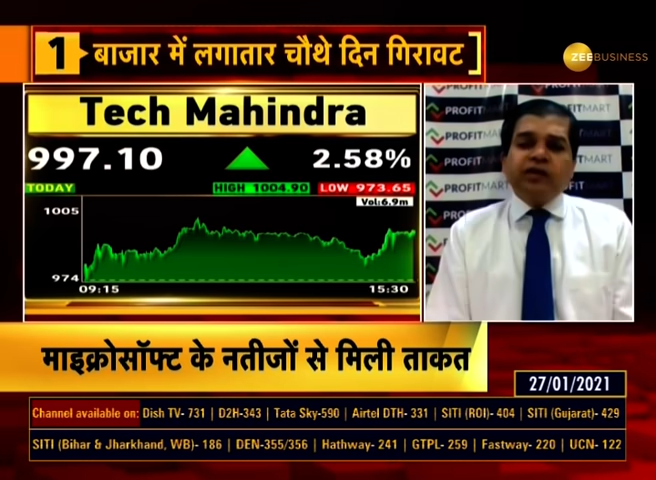 1 बाजार में लगातार चौथे दिन गिरावट
ZEE BUSINESS
Tech Mahindra
997.10 2.58%
TODAY HIGH 1004.90 LOW 973.65
Vol:6.9m
1005
974
09:15 15:30
PROFITMART
PROFITMART
PROFITMART
PROFIT
माइक्रोसॉफ्ट के नतीजों से मिली ताकत
27/01/2021
Channel available on: Dish TV- 731 | D2H-343 | Tata Sky-590 | Airtel DTH- 331 | SITI (ROI)- 404 | SITI (Gujarat)- 429
SITI (Bihar & Jharkhand, WB)- 186 | DEN-355/356 | Hathway- 241 | GTPL- 259 | Fastway- 220 | UCN- 122